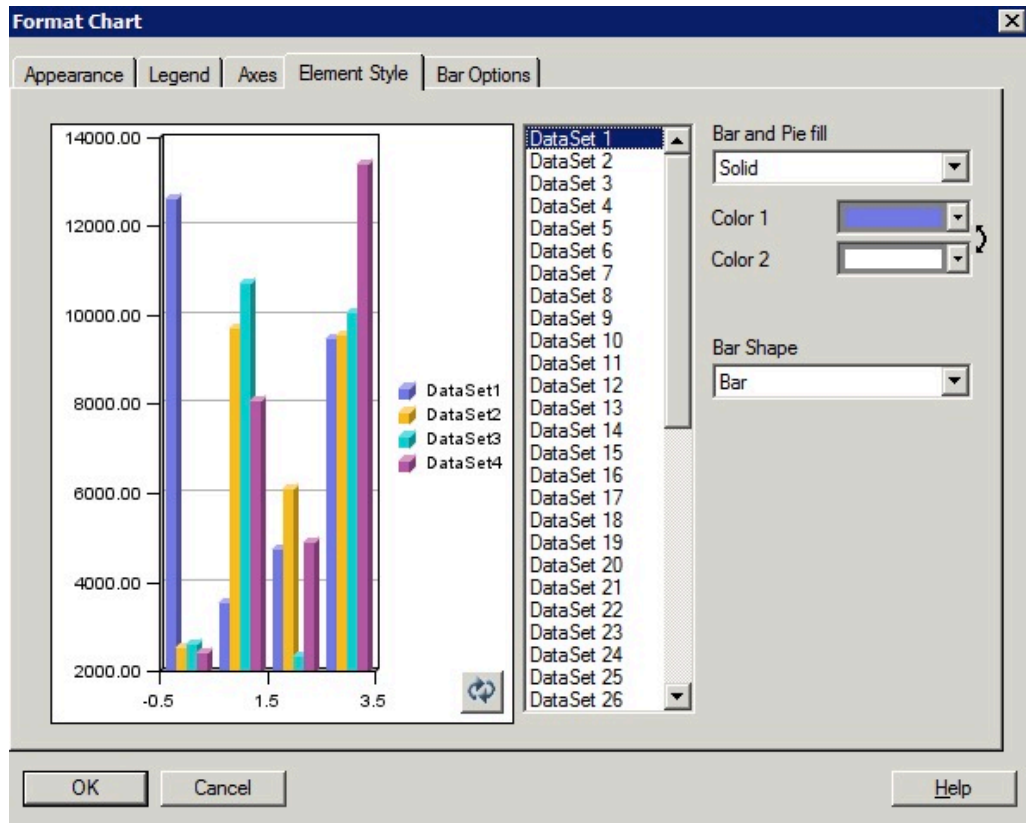 Format Chart
Appearance Legend Axes Element Style Bar Options
14000.00
12000.00
10000.00
8000.00
6000.00
4000.00
2000.00
-0.5 1.5 3.5
DataSet1
DataSet2
DataSet3
DataSet4
DataSet 1
DataSet 2
DataSet 3
DataSet 4
DataSet 5
DataSet 6
DataSet 7
DataSet 8
DataSet 9
DataSet 10
DataSet 11
DataSet 12
DataSet 13
DataSet 14
DataSet 15
DataSet 16
DataSet 17
DataSet 18
DataSet 19
DataSet 20
DataSet 21
DataSet 22
DataSet 23
DataSet 24
DataSet 25
DataSet 26
Bar and Pie fill
Solid
Color 1
Color 2
Bar Shape
Bar
OK Cancel Help